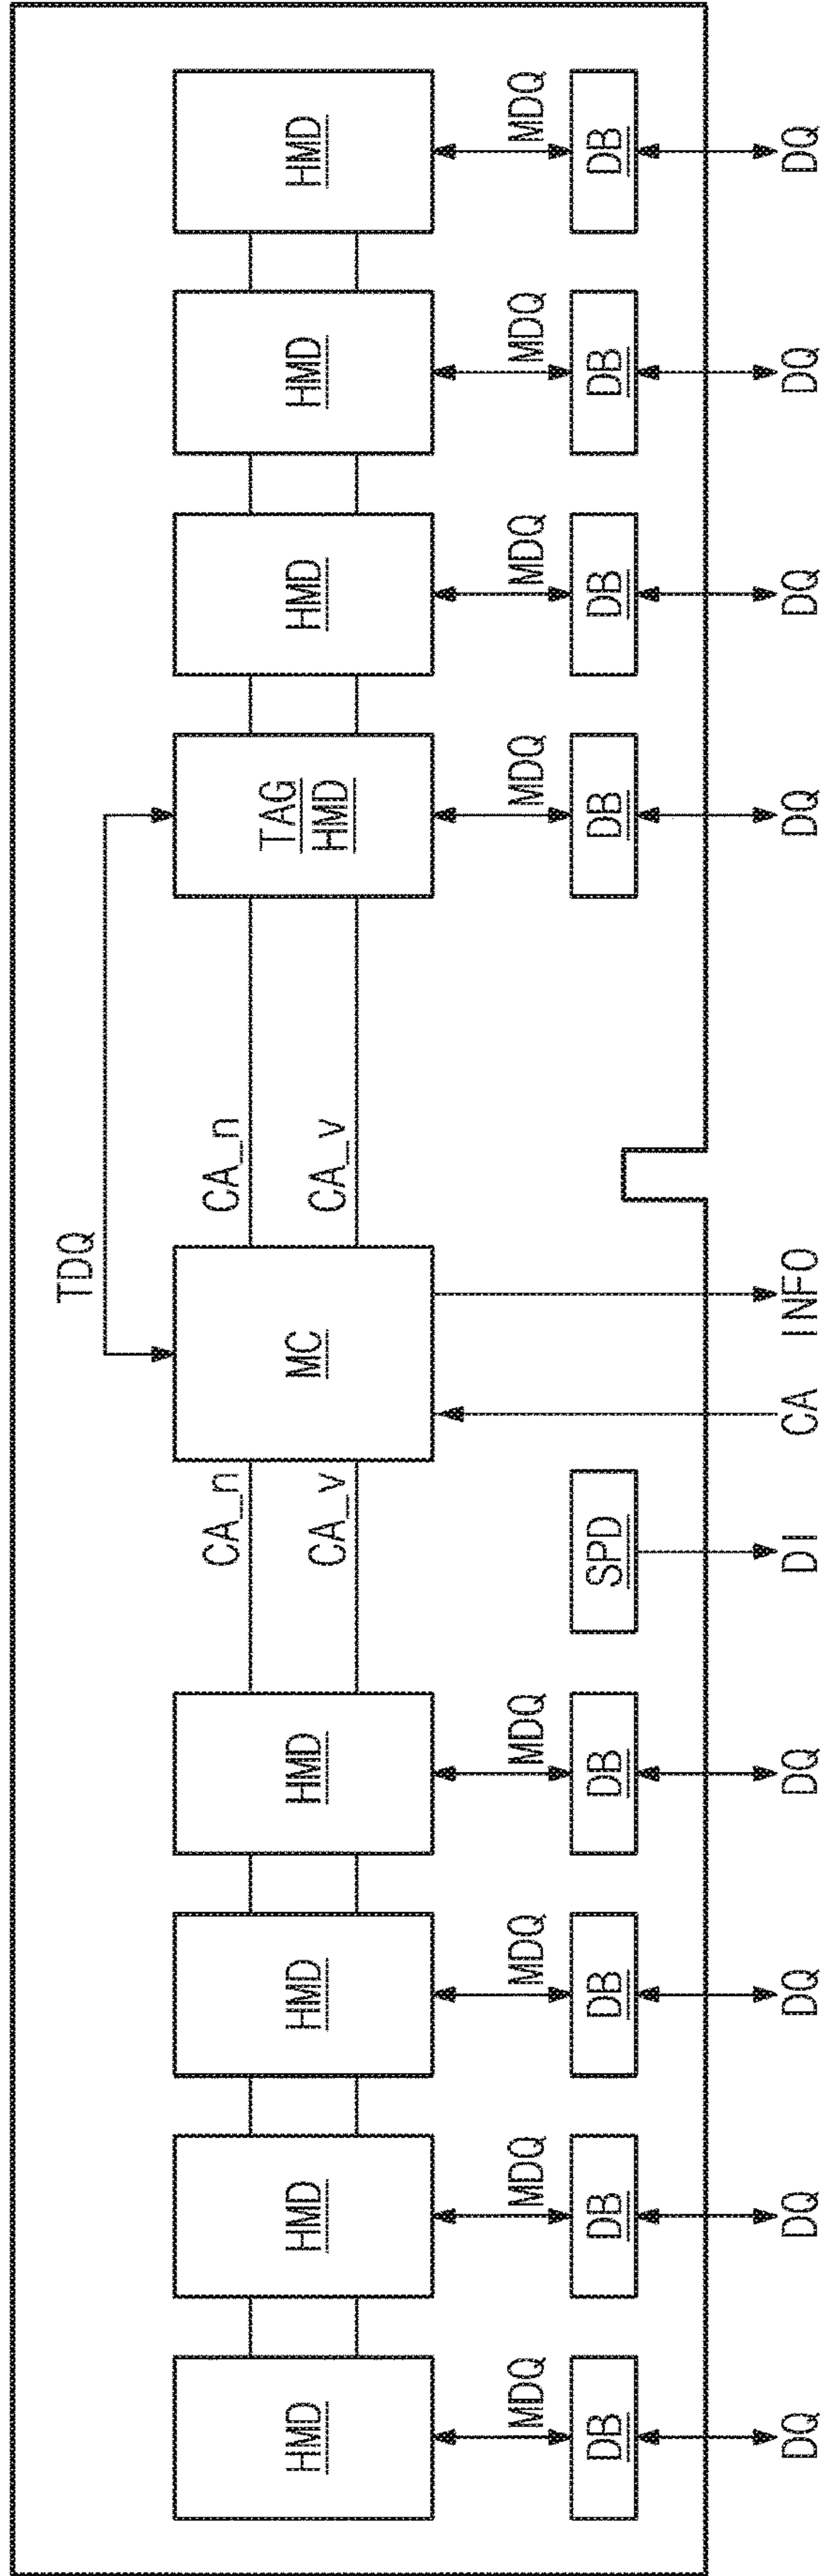 TDQ
CA_n CA_n
HMD HMD HMD HMD MC TAG HMD HMD HMD
HMD
CA_v CA_v
MDQ MDQ MDQ MDQ MDQ MDQ MDQ MDQ
DB DB DB DB SPD DB DB DB DB
DQ DQ DQ DQ DI CA INFO DQ DQ DQ DQ